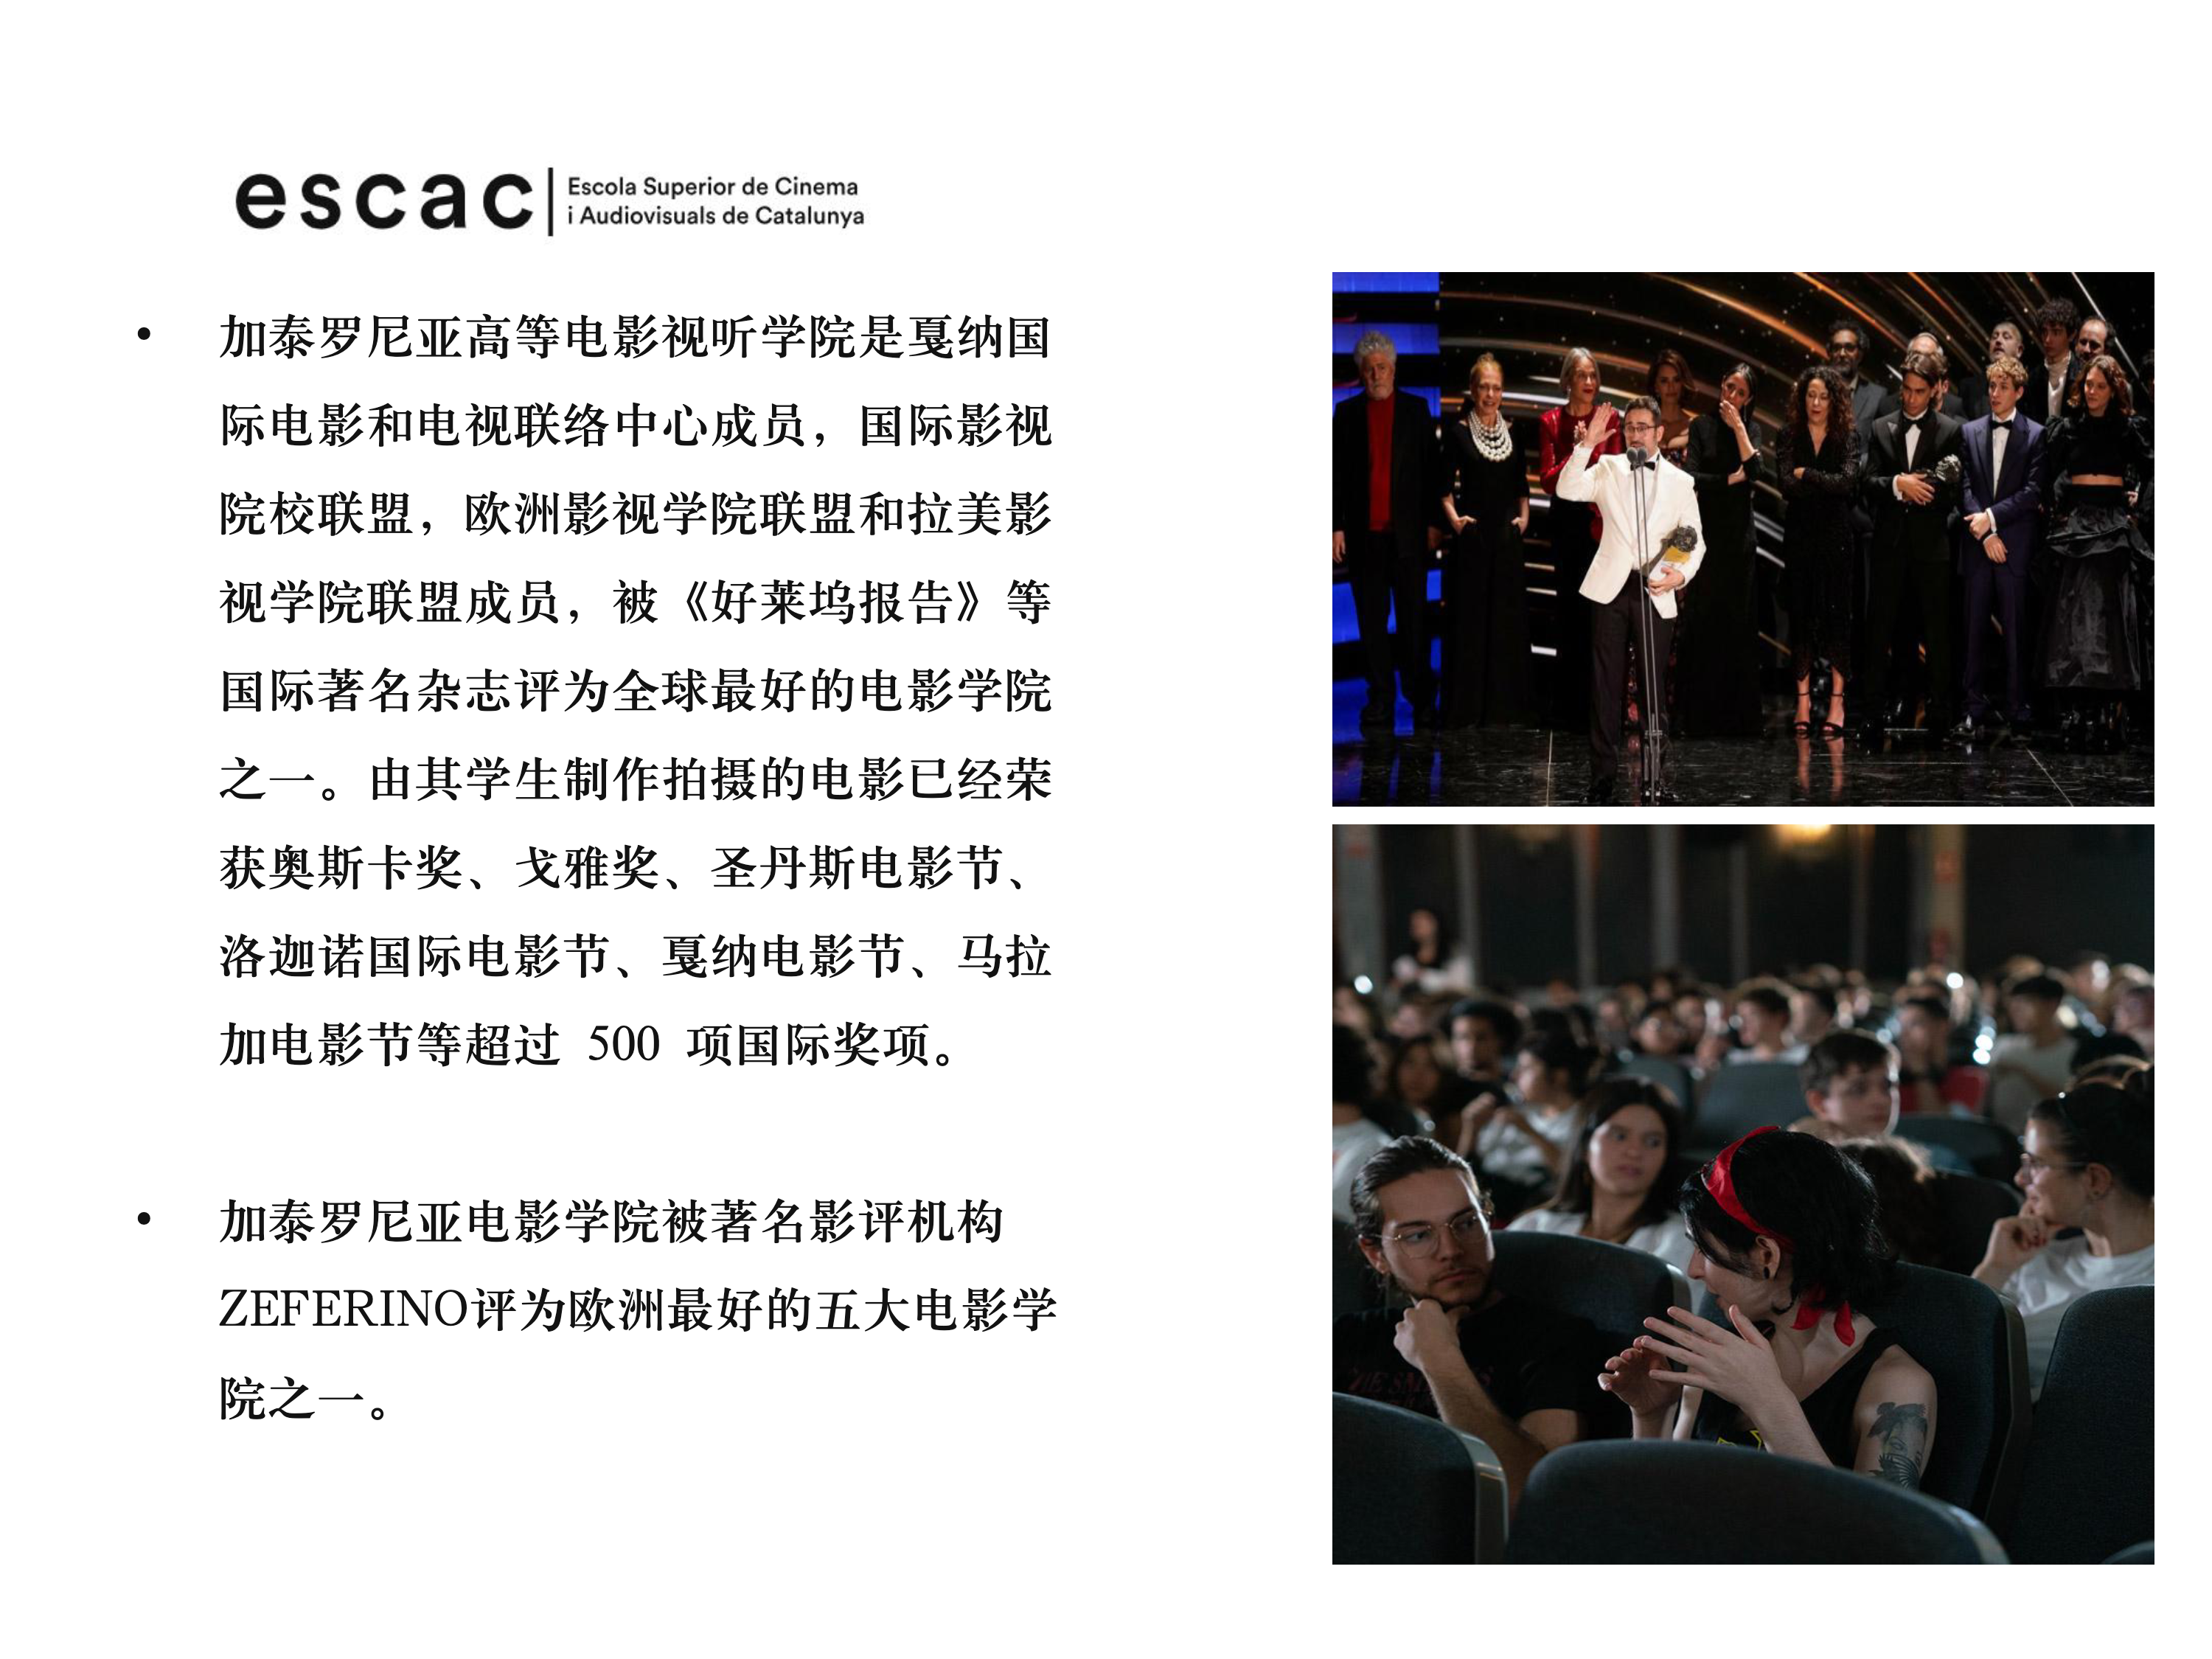 escac
Escola Superior de Cinema
i Audiovisuals de Catalunya
• 加泰罗尼亚高等电影视听学院是戛纳国
际电影和电视联络中心成员，国际影视
院校联盟，欧洲影视学院联盟和拉美影
视学院联盟成员，被《好莱坞报告》等
国际著名杂志评为全球最好的电影学院
之一。由其学生制作拍摄的电影已经荣
获奥斯卡奖、戈雅奖、圣丹斯电影节、
洛迦诺国际电影节、戛纳电影节、马拉
加电影节等超过 500 项国际奖项。
• 加泰罗尼亚电影学院被著名影评机构
ZEFERINO评为欧洲最好的五大电影学
院之一。